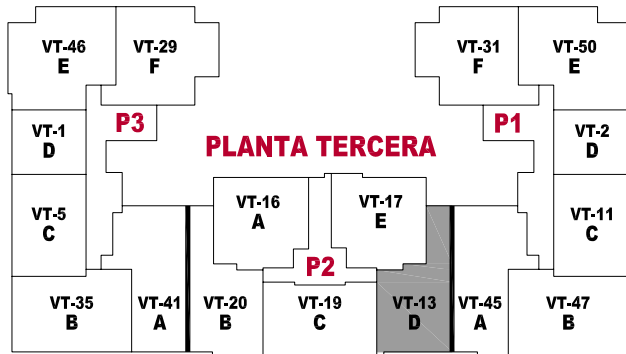 VT-46
E
VT-29
F
VT-31
F
VT-50
E
VT-1
D
P3
P1
VT-2
D
PLANTA TERCERA
VT-5
C
VT-16
A
VT-17
E
VT-11
C
P2
VT-35
B
VT-41
A
VT-20
B
VT-19
C
VT-13
D
VT-45
A
VT-47
B